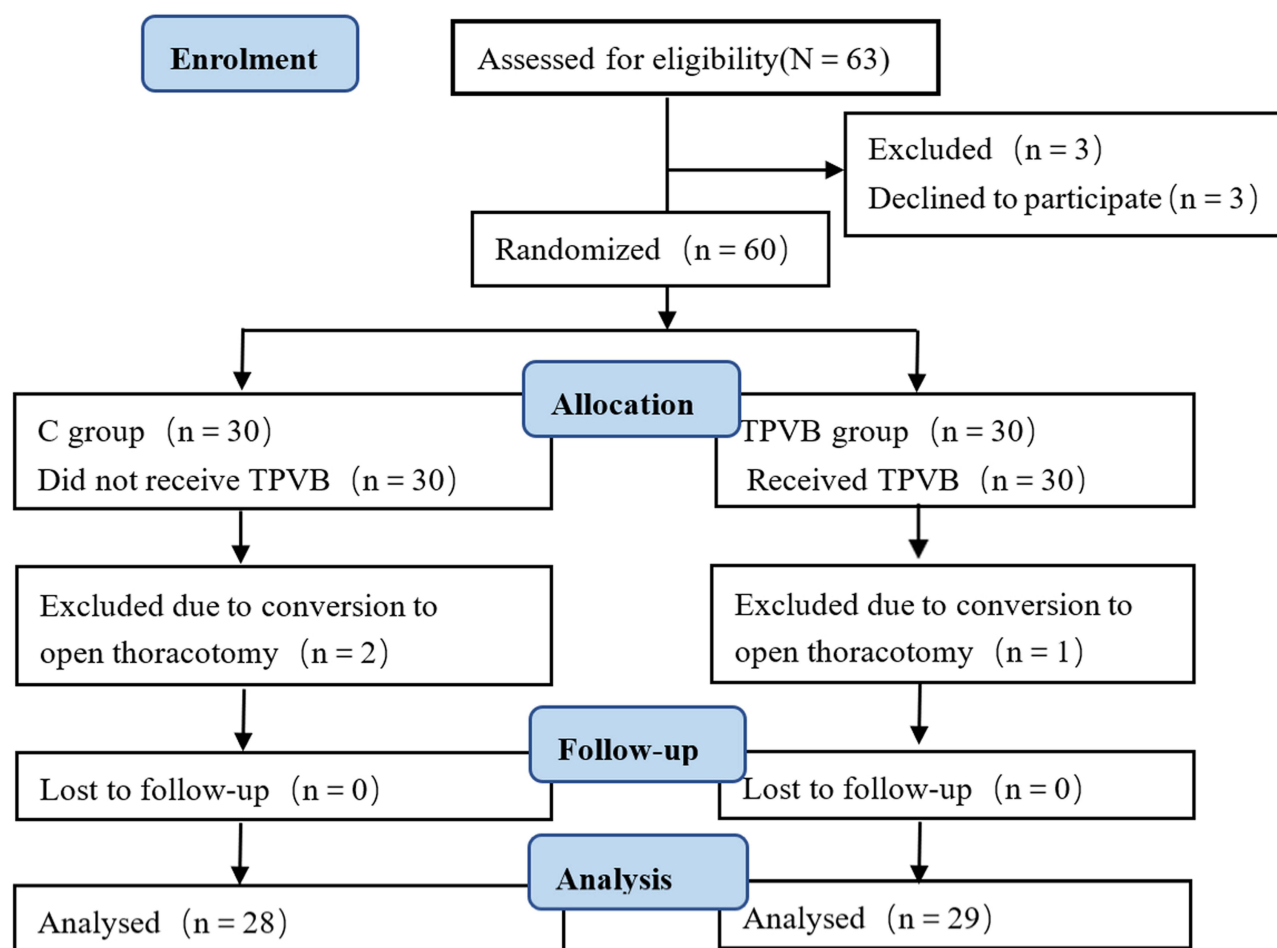 Enrolment
Assessed for eligibility(N = 63)
Excluded (n = 3)
Declined to participate (n = 3)
Randomized (n = 60)
Allocation
C group (n = 30)
Did not receive TPVB (n = 30)
TPVB group (n = 30)
Received TPVB (n = 30)
Excluded due to conversion to
open thoracotomy (n = 2)
Excluded due to conversion to
open thoracotomy (n = 1)
Follow-up
Lost to follow-up (n = 0)
Lost to follow-up (n = 0)
Analysis
Analysed (n = 28)
Analysed (n = 29)